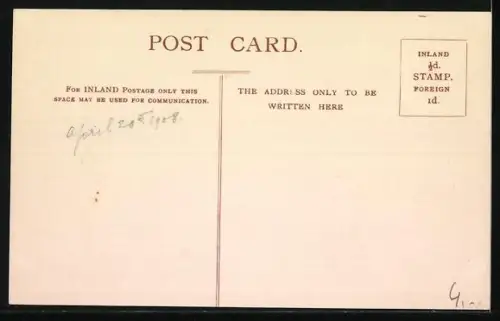 POST CARD.
FOR INLAND POSTAGE ONLY THIS
SPACE MAY BE USED FOR COMMUNICATION.
THE ADDRESS ONLY TO BE
WRITTEN HERE
INLAND
½d.
STAMP.
FOREIGN
1d.
April 20th 1908.